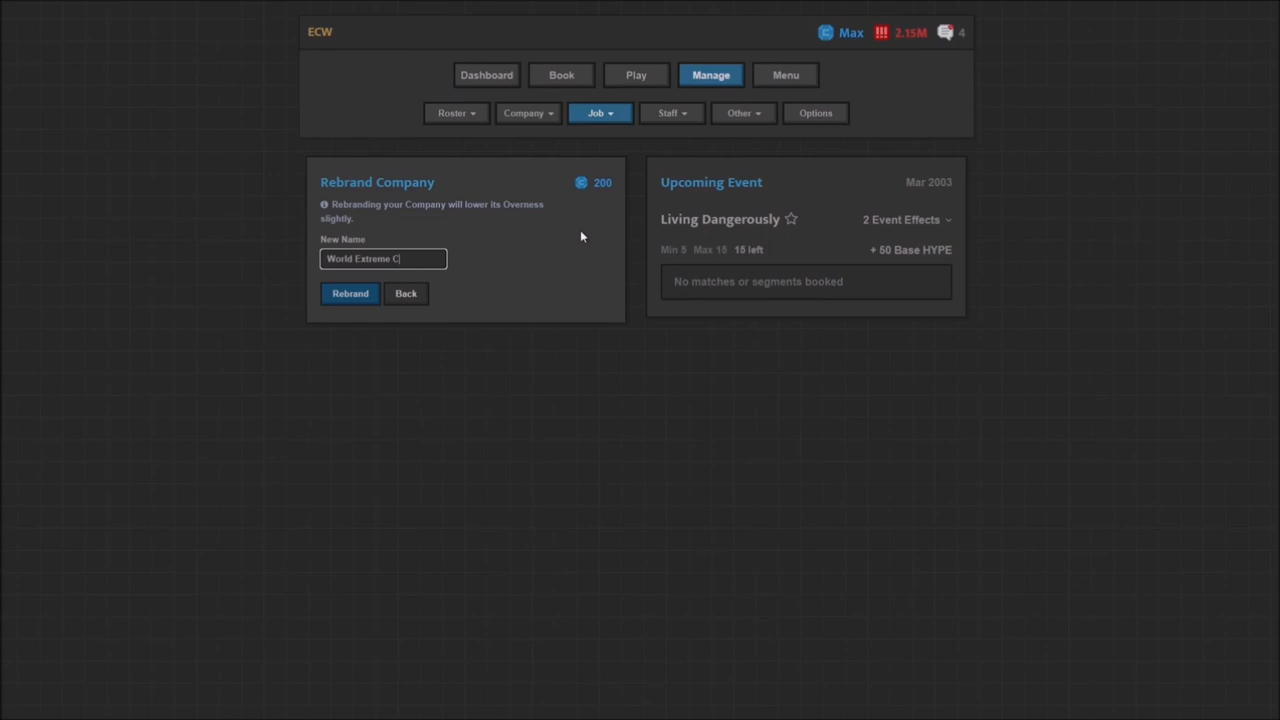 ECW
Max 2.15M 4
Dashboard Book Play Manage Menu
Roster Company Job Staff Other Options
Rebrand Company 200
Rebranding your Company will lower its Overness
slightly.
New Name
World Extreme C
Rebrand Back
Upcoming Event Mar 2003
Living Dangerously 2 Event Effects
Min 5 Max 15 15 left + 50 Base HYPE
No matches or segments booked